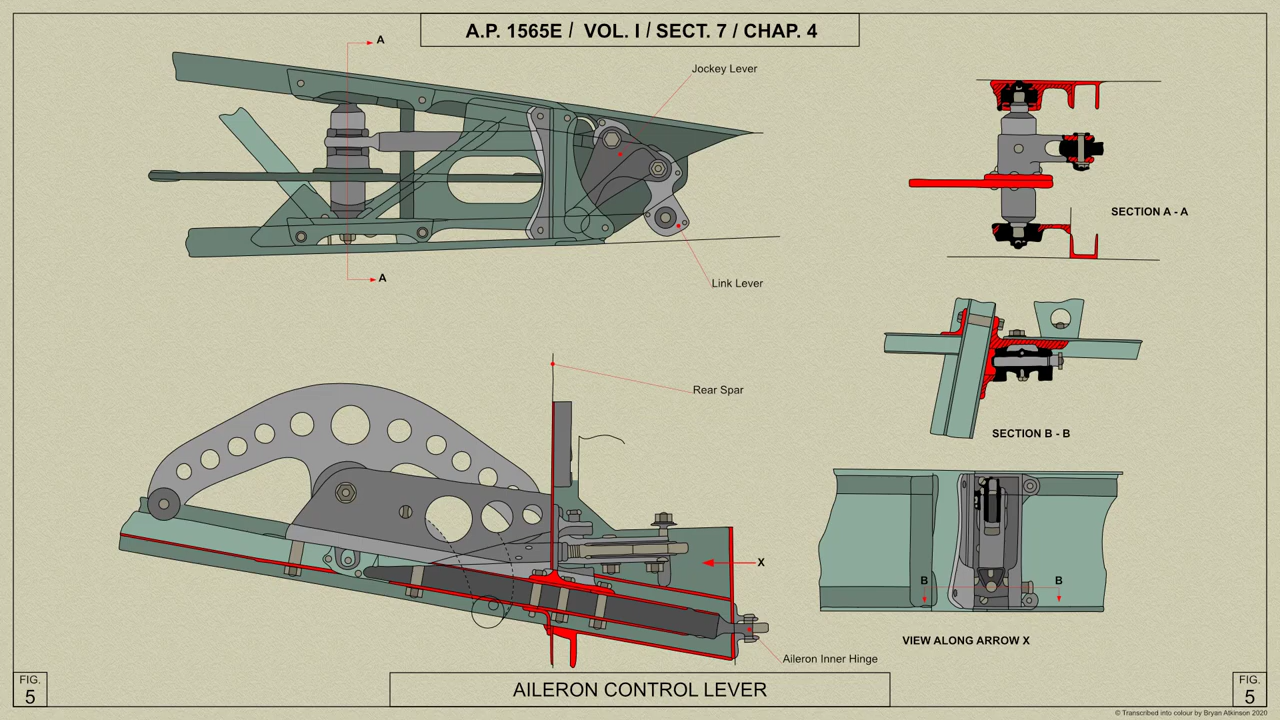 A.P. 1565E / VOL. I / SECT. 7 / CHAP. 4
A
Jockey Lever
A
Link Lever
SECTION A - A
Rear Spar
SECTION B - B
X
B
B
VIEW ALONG ARROW X
Aileron Inner Hinge
FIG.
5
AILERON CONTROL LEVER
FIG.
5
© Transcribed into colour by Bryan Atkinson 2020